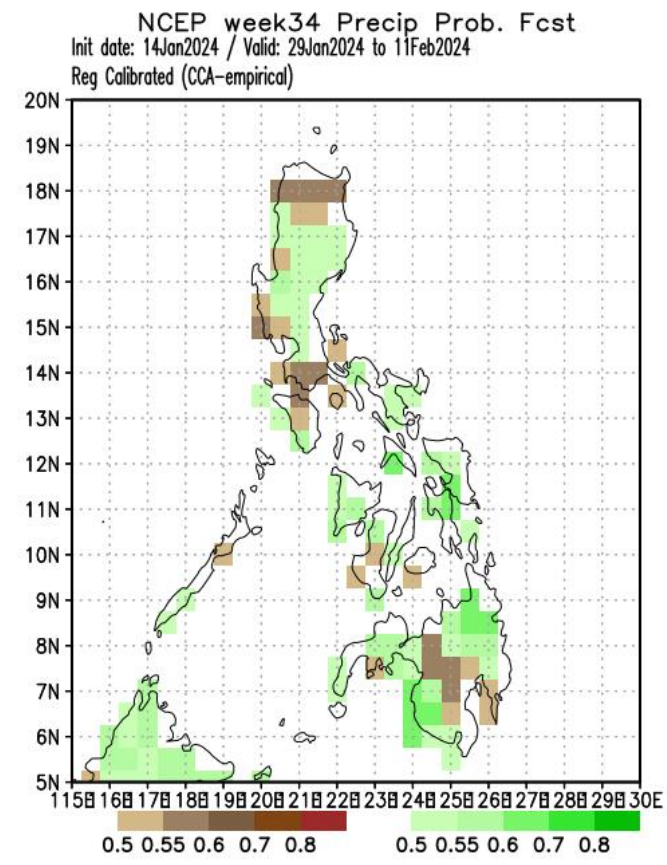 NCEP week34 Precip Prob. Fcst
Init date: 14Jan2024 / Valid: 29Jan2024 to 11Feb2024
Reg Calibrated (CCA-empirical)
20N
19N
18N
17N
16N
15N
14N
13N
12N
11N
10N
9N
8N
7N
6N
5N
115E 116E 117E 118E 119E 120E 121E 122E 123E 124E 125E 126E 127E 128E 129E 130E
0.5 0.55 0.6 0.7 0.8 0.5 0.55 0.6 0.7 0.8